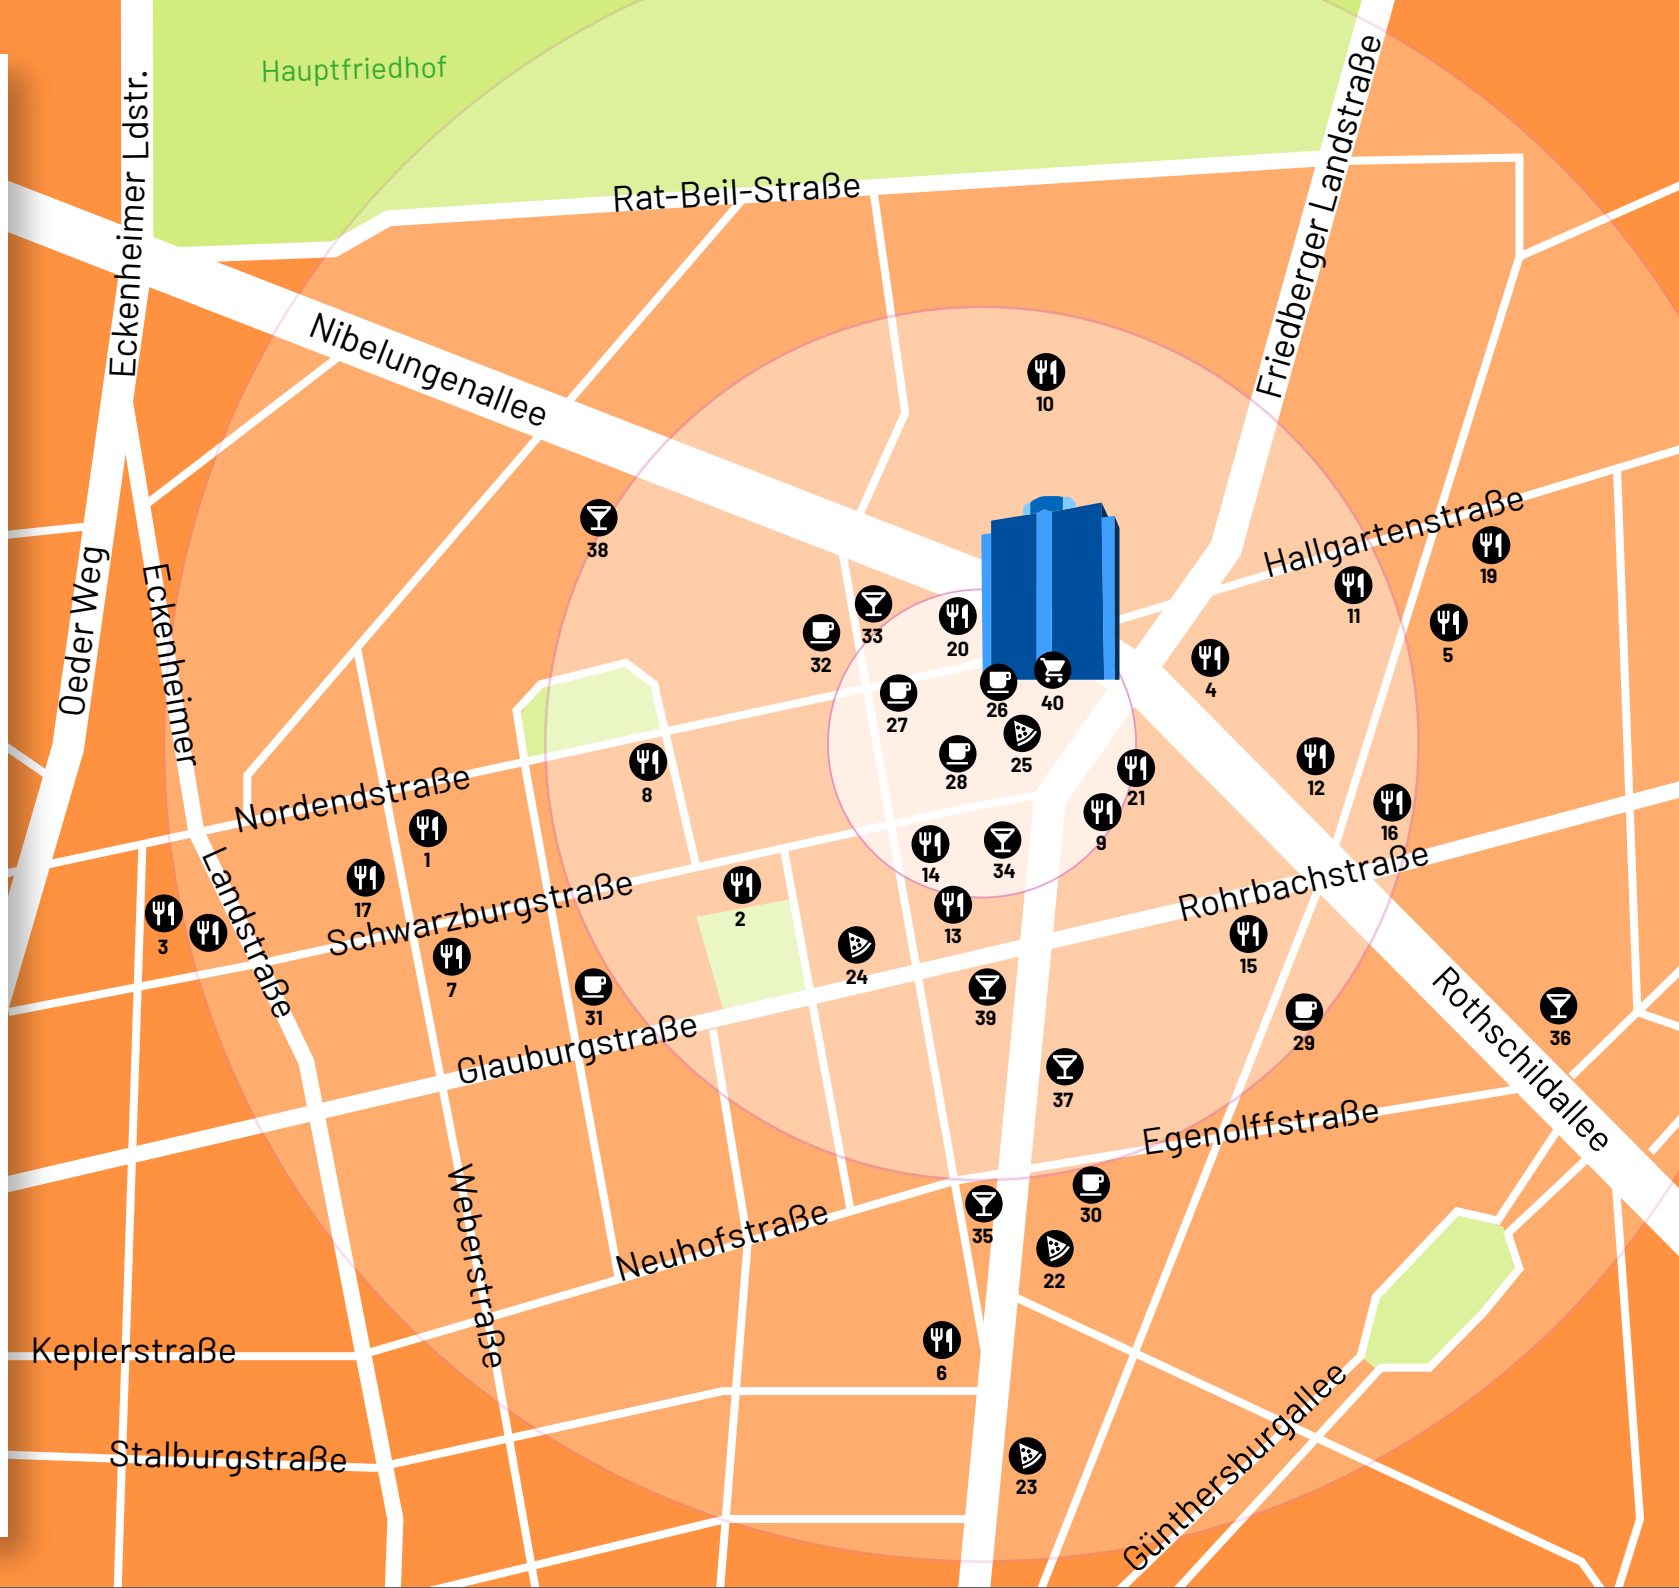 Hauptfriedhof
Eckenheimer Ldstr.
Rat-Beil-Straße
Friedberger Landstraße
Nibelungenallee
10
Hallgartenstraße
38
19
11
33
20
32
5
Oeder Weg
Eckenheimer
4
26
40
27
25
28
12
8
21
Nordendstraße
16
9
1
34
14
Rohrbachstraße
Landstraße
17
Schwarzburgstraße
2
3
13
15
24
7
31
39
Glauburgstraße
29
36
Rothschildallee
37
Egenolffstraße
30
Weberstraße
Neuhofstraße
35
22
Keplerstraße
6
Günthersburgallee
Stalburgstraße
23